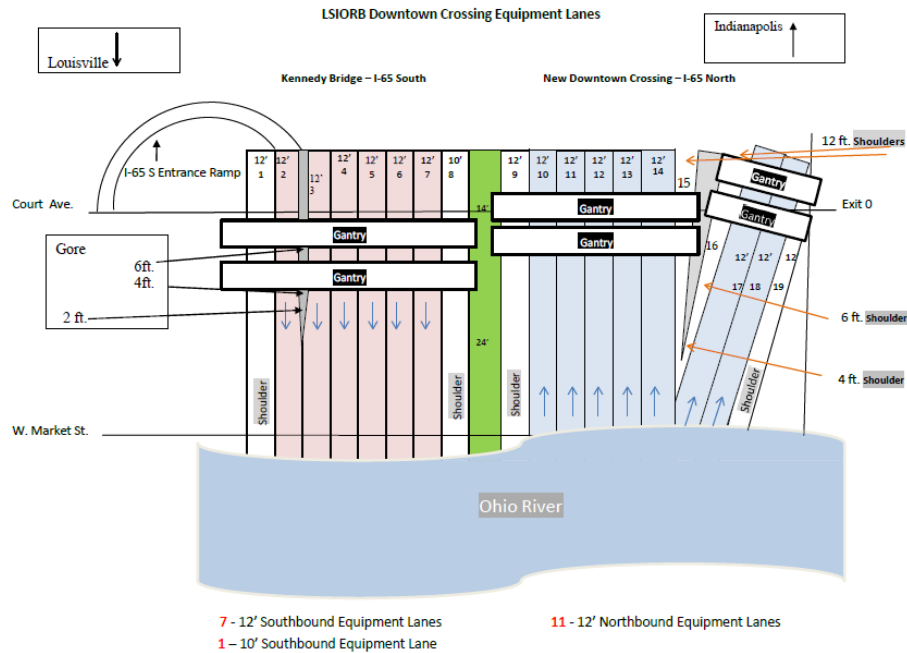 LSIORB Downtown Crossing Equipment Lanes
Louisville
Indianapolis
Kennedy Bridge – I-65 South
New Downtown Crossing – I-65 North
12 ft. Shoulders
I-65 S Entrance Ramp
12' 1
12' 2
12' 3
12' 4
12' 5
12' 6
12' 7
10' 8
12' 9
12' 10
12' 11
12' 12
12' 13
12' 14
15
16
12' 17
12' 18
12 19
Court Ave.
14'
Exit 0
Gantry
Gantry
Gantry
Gantry
Gantry
Gantry
Gore
6ft.
4ft.
2 ft.
24'
6 ft. Shoulder
4 ft. Shoulder
Shoulder
Shoulder
Shoulder
Shoulder
W. Market St.
Ohio River
7 - 12' Southbound Equipment Lanes
1 – 10' Southbound Equipment Lane
11 - 12' Northbound Equipment Lanes